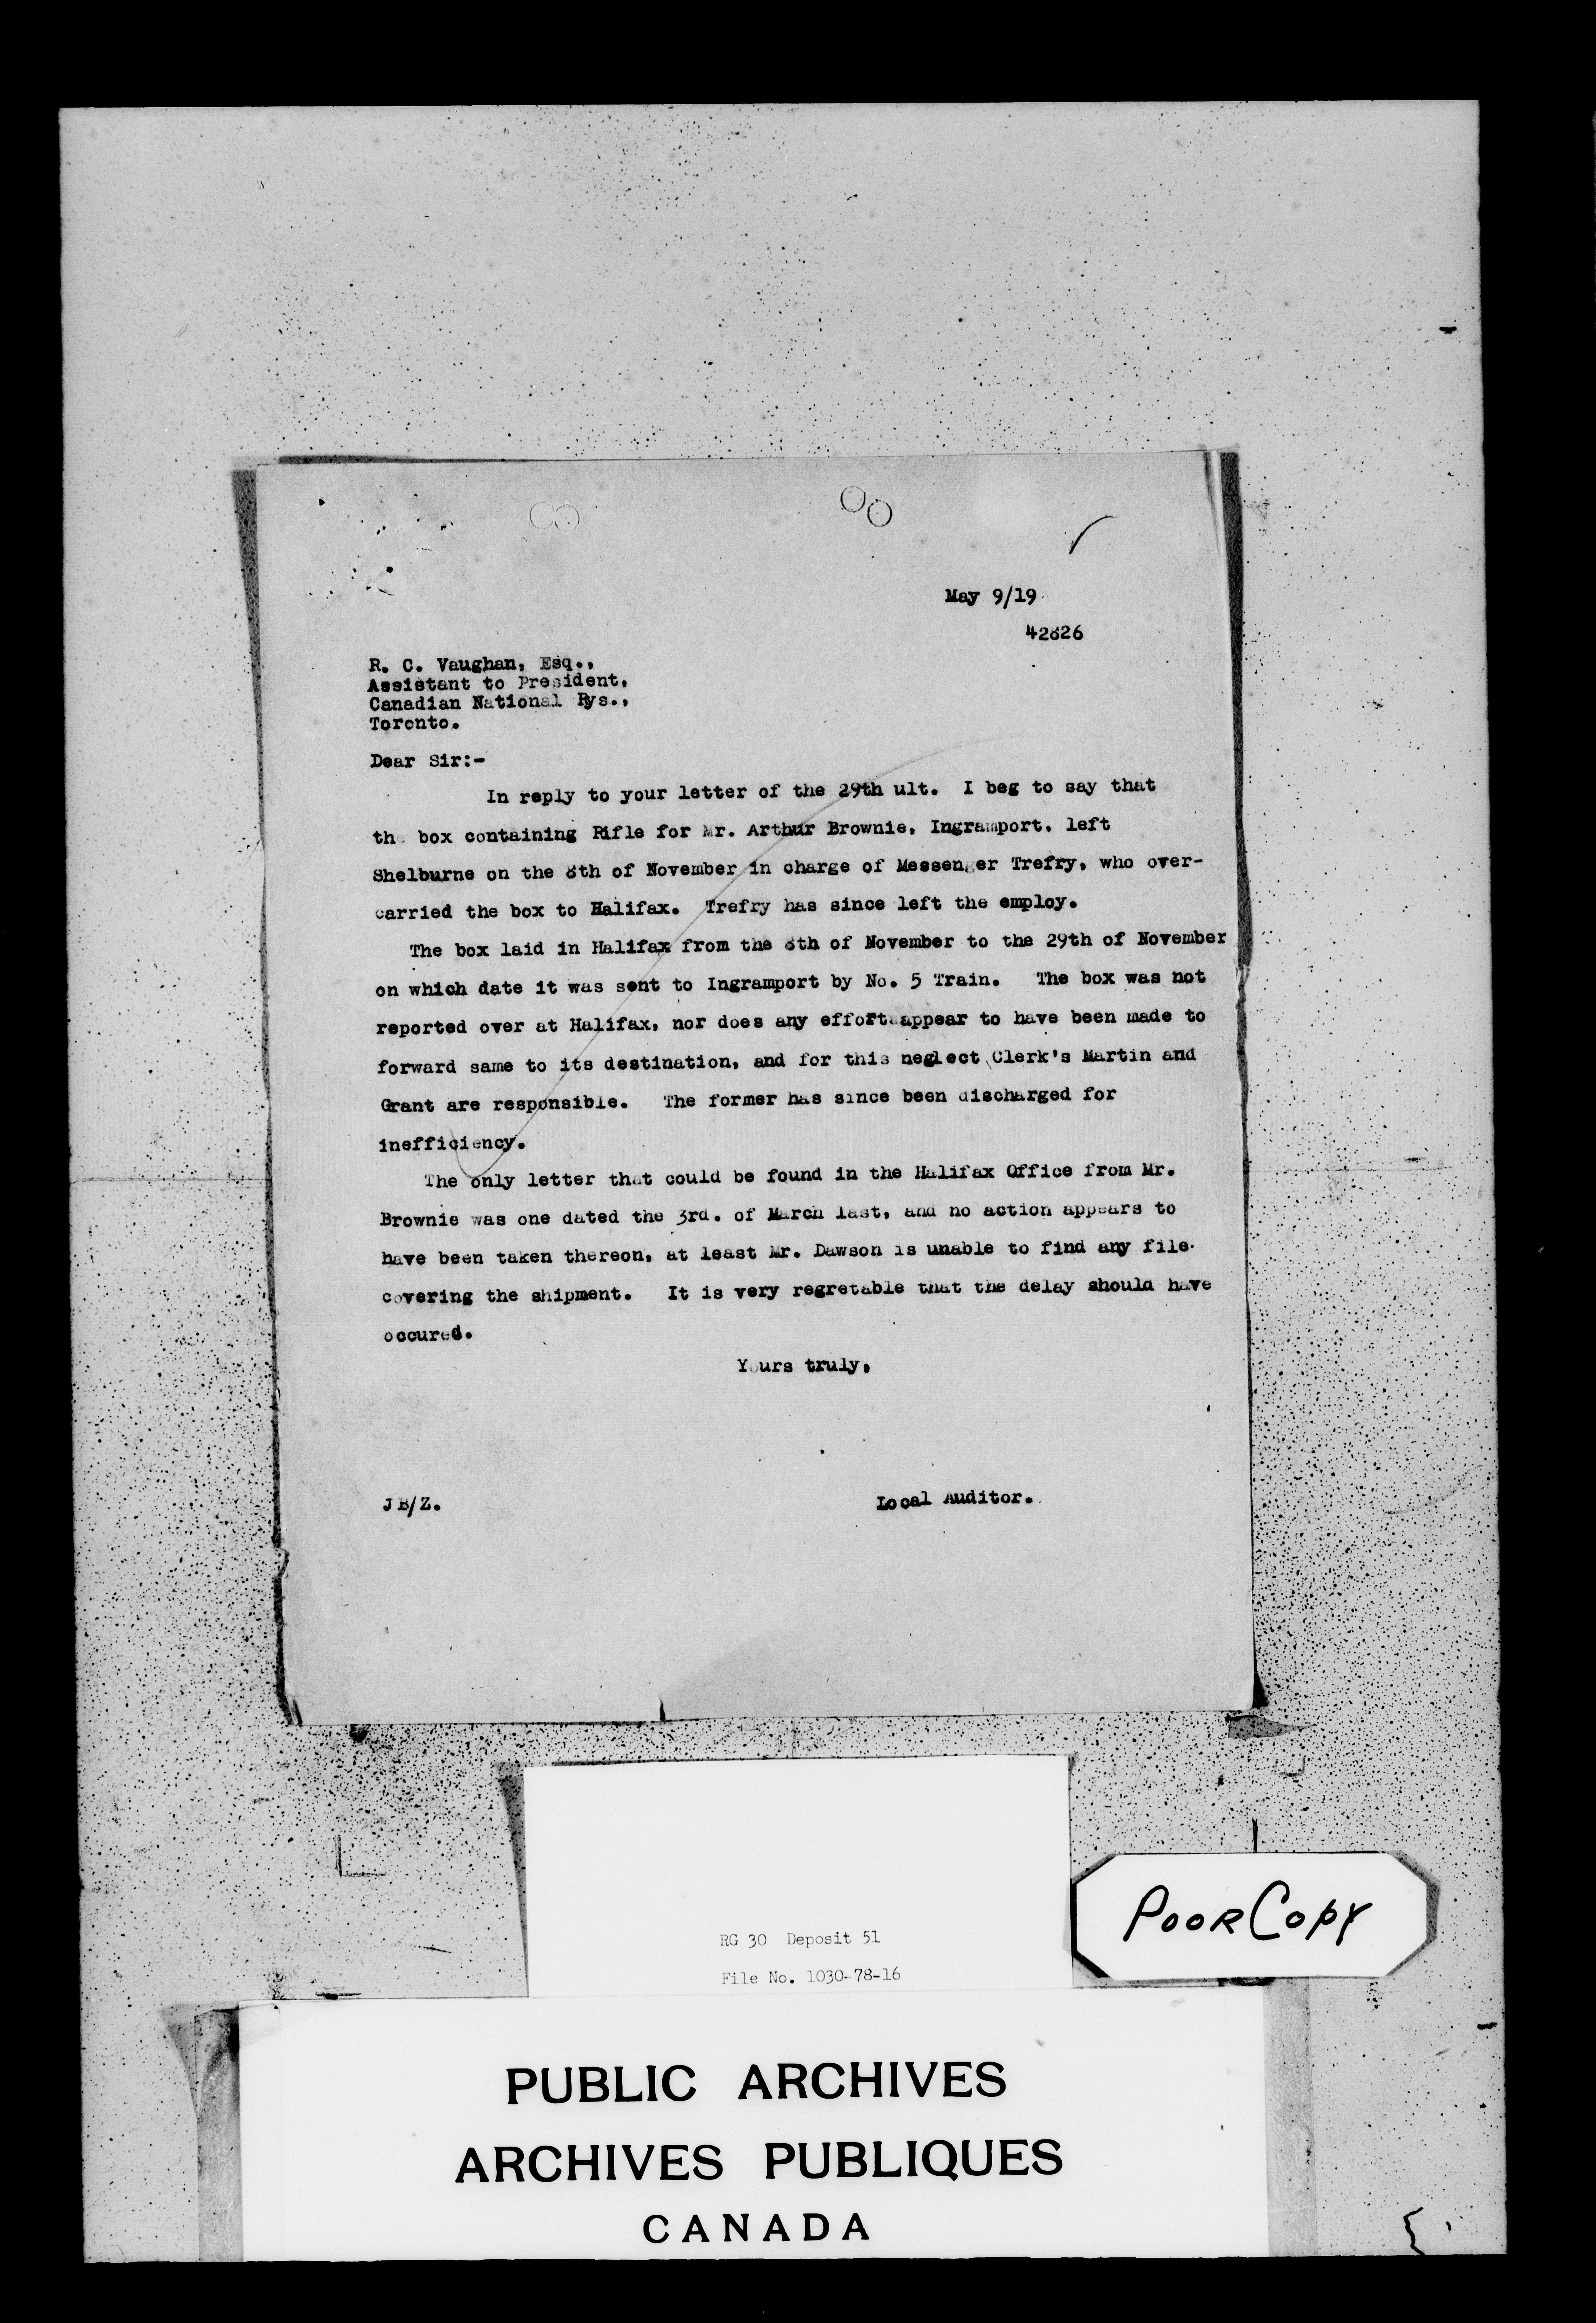 May 9/19
42826
R. C. Vaughan, Esq.,
Assistant to President,
Canadian National Rys.,
Toronto.
Dear Sir:-
In reply to your letter of the 29th ult. I beg to say that
the box containing Rifle for Mr. Arthur Brownie, Ingramport, left
Shelburne on the 8th of November in charge of Messenger Trefry, who over-
carried the box to Halifax. Trefry has since left the employ.
The box laid in Halifax from the 8th of November to the 29th of November
on which date it was sent to Ingramport by No. 5 Train. The box was not
reported over at Halifax, nor does any effort appear to have been made to
forward same to its destination, and for this neglect Clerk's Martin and
Grant are responsible. The former has since been discharged for
inefficiency.
The only letter that could be found in the Halifax Office from Mr.
Brownie was one dated the 3rd. of March last, and no action appears to
have been taken thereon, at least Mr. Dawson is unable to find any file
covering the shipment. It is very regretable that the delay should have
occured.
Yours truly,
JB/Z.
Local Auditor.
RG 30 Deposit 51
File No. 1030-78-16
POOR COPY
PUBLIC ARCHIVES
ARCHIVES PUBLIQUES
CANADA